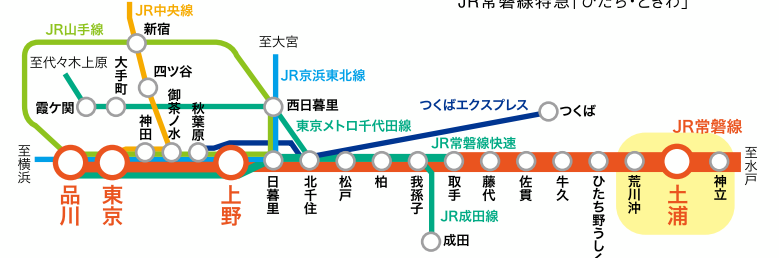 JR常磐線特急「ひたち・ときわ」
JR中央線
JR山手線
新宿
至大宮
至代々木上原
大手町
四ツ谷
JR京浜東北線
霞ケ関
御茶ノ水
秋葉原
神田
西日暮里
つくばエクスプレス
つくば
東京メトロ千代田線
JR常磐線
JR常磐線快速
至横浜
至水戸
品川
東京
上野
日暮里
北千住
松戸
柏
我孫子
取手
藤代
佐貫
牛久
ひたち野うしく
荒川沖
土浦
神立
JR成田線
成田